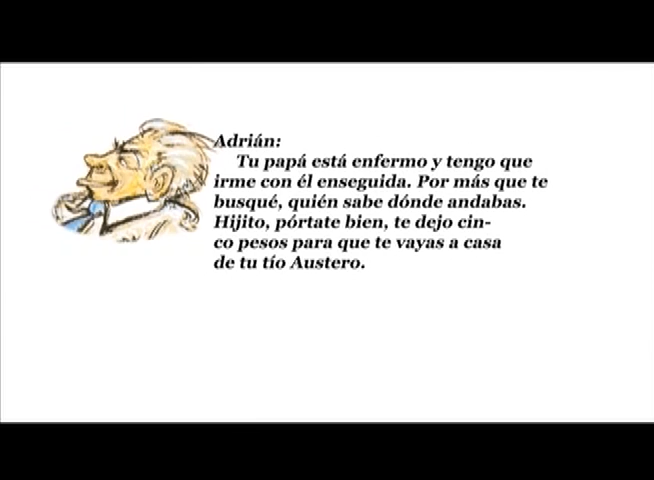 Adrián:
Tu papá está enfermo y tengo que
irme con él enseguida. Por más que te
busqué, quién sabe dónde andabas.
Hijito, pórtate bien, te dejo cin-
co pesos para que te vayas a casa
de tu tío Austero.